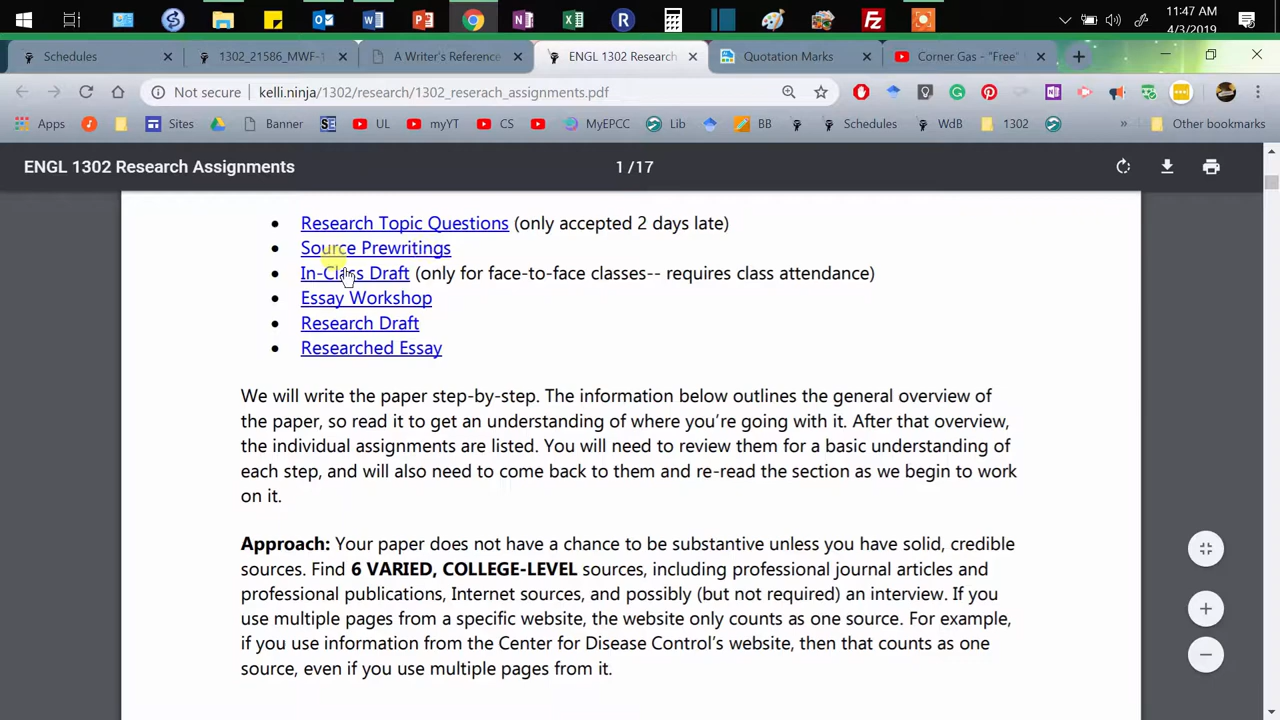 11:47 AM
4/3/2019
Schedules
1302_21586_MWF-1
A Writer's Reference
ENGL 1302 Research
Quotation Marks
Corner Gas - "Free"
Not secure
kelli.ninja/1302/research/1302_reserach_assignments.pdf
Apps
Sites
Banner
UL
myYT
CS
MyEPCC
Lib
BB
Schedules
WdB
1302
»
Other bookmarks
ENGL 1302 Research Assignments
1 / 17
• Research Topic Questions (only accepted 2 days late)
• Source Prewritings
• In-Class Draft (only for face-to-face classes-- requires class attendance)
• Essay Workshop
• Research Draft
• Researched Essay
We will write the paper step-by-step. The information below outlines the general overview of
the paper, so read it to get an understanding of where you're going with it. After that overview,
the individual assignments are listed. You will need to review them for a basic understanding of
each step, and will also need to come back to them and re-read the section as we begin to work
on it.
Approach: Your paper does not have a chance to be substantive unless you have solid, credible
sources. Find 6 VARIED, COLLEGE-LEVEL sources, including professional journal articles and
professional publications, Internet sources, and possibly (but not required) an interview. If you
use multiple pages from a specific website, the website only counts as one source. For example,
if you use information from the Center for Disease Control's website, then that counts as one
source, even if you use multiple pages from it.